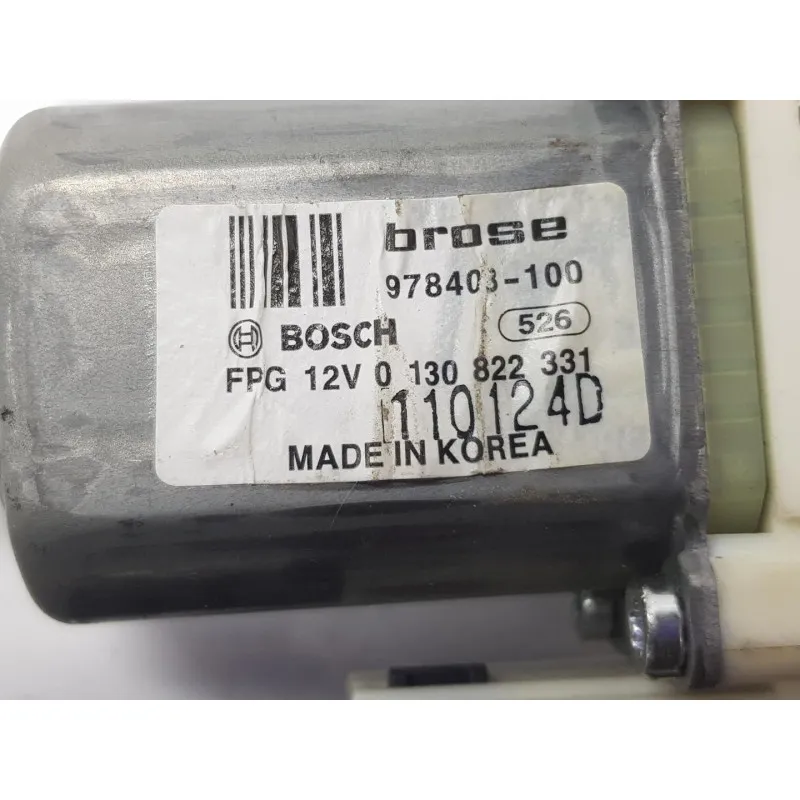 brose
978403-100
BOSCH 526
FPG 12V 0 130 822 331
110124D
MADE IN KOREA